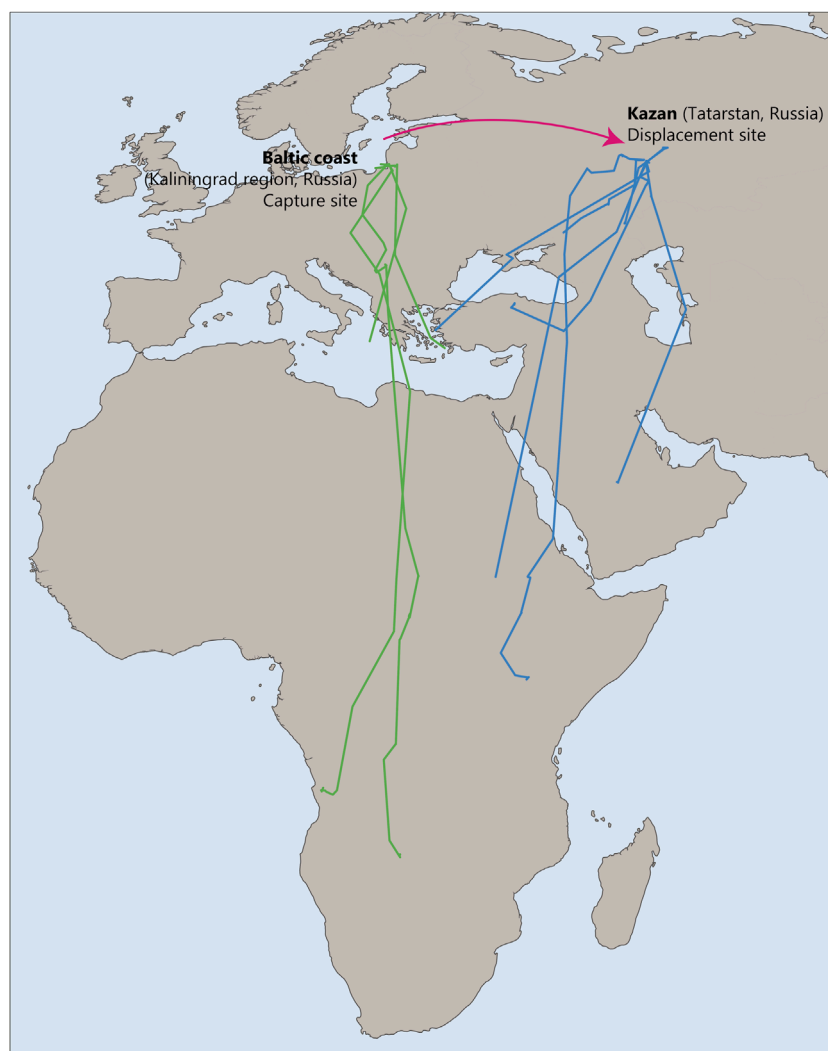 Kazan (Tatarstan, Russia)
Displacement site
Baltic coast
(Kaliningrad region, Russia)
Capture site